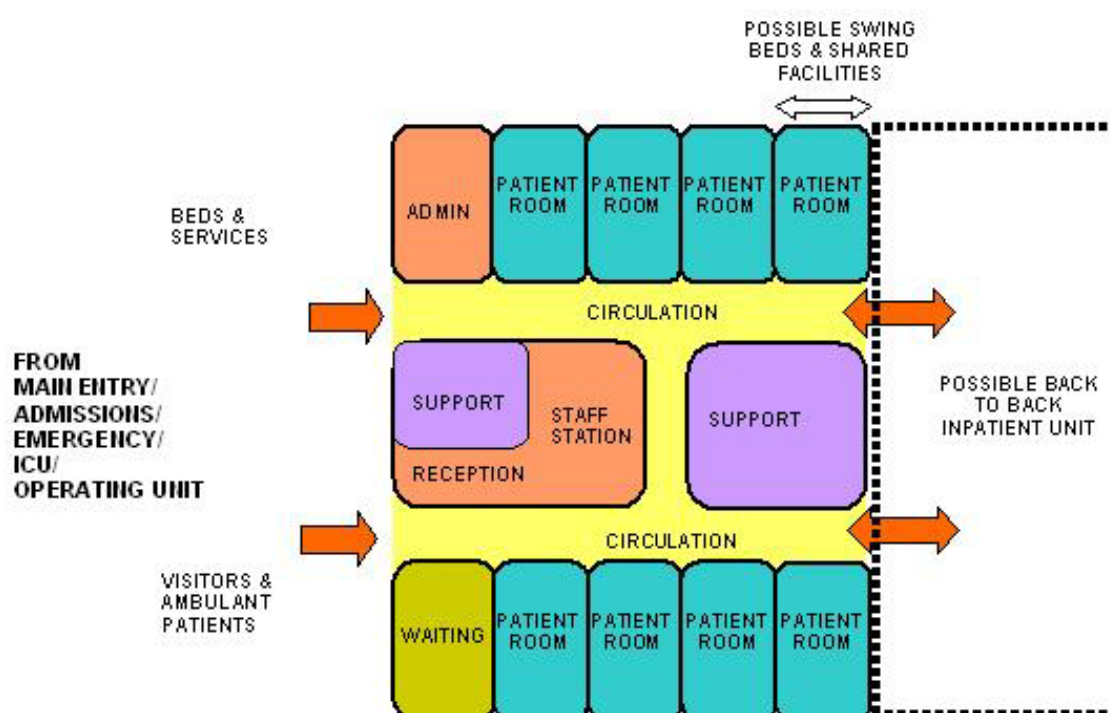 POSSIBLE SWING
BEDS & SHARED
FACILITIES
BEDS &
SERVICES
ADMIN
PATIENT
ROOM
PATIENT
ROOM
PATIENT
ROOM
PATIENT
ROOM
CIRCULATION
FROM
MAIN ENTRY/
ADMISSIONS/
EMERGENCY/
ICU/
OPERATING UNIT
SUPPORT
STAFF
STATION
RECEPTION
SUPPORT
POSSIBLE BACK
TO BACK
INPATIENT UNIT
CIRCULATION
VISITORS &
AMBULANT
PATIENTS
WAITING
PATIENT
ROOM
PATIENT
ROOM
PATIENT
ROOM
PATIENT
ROOM